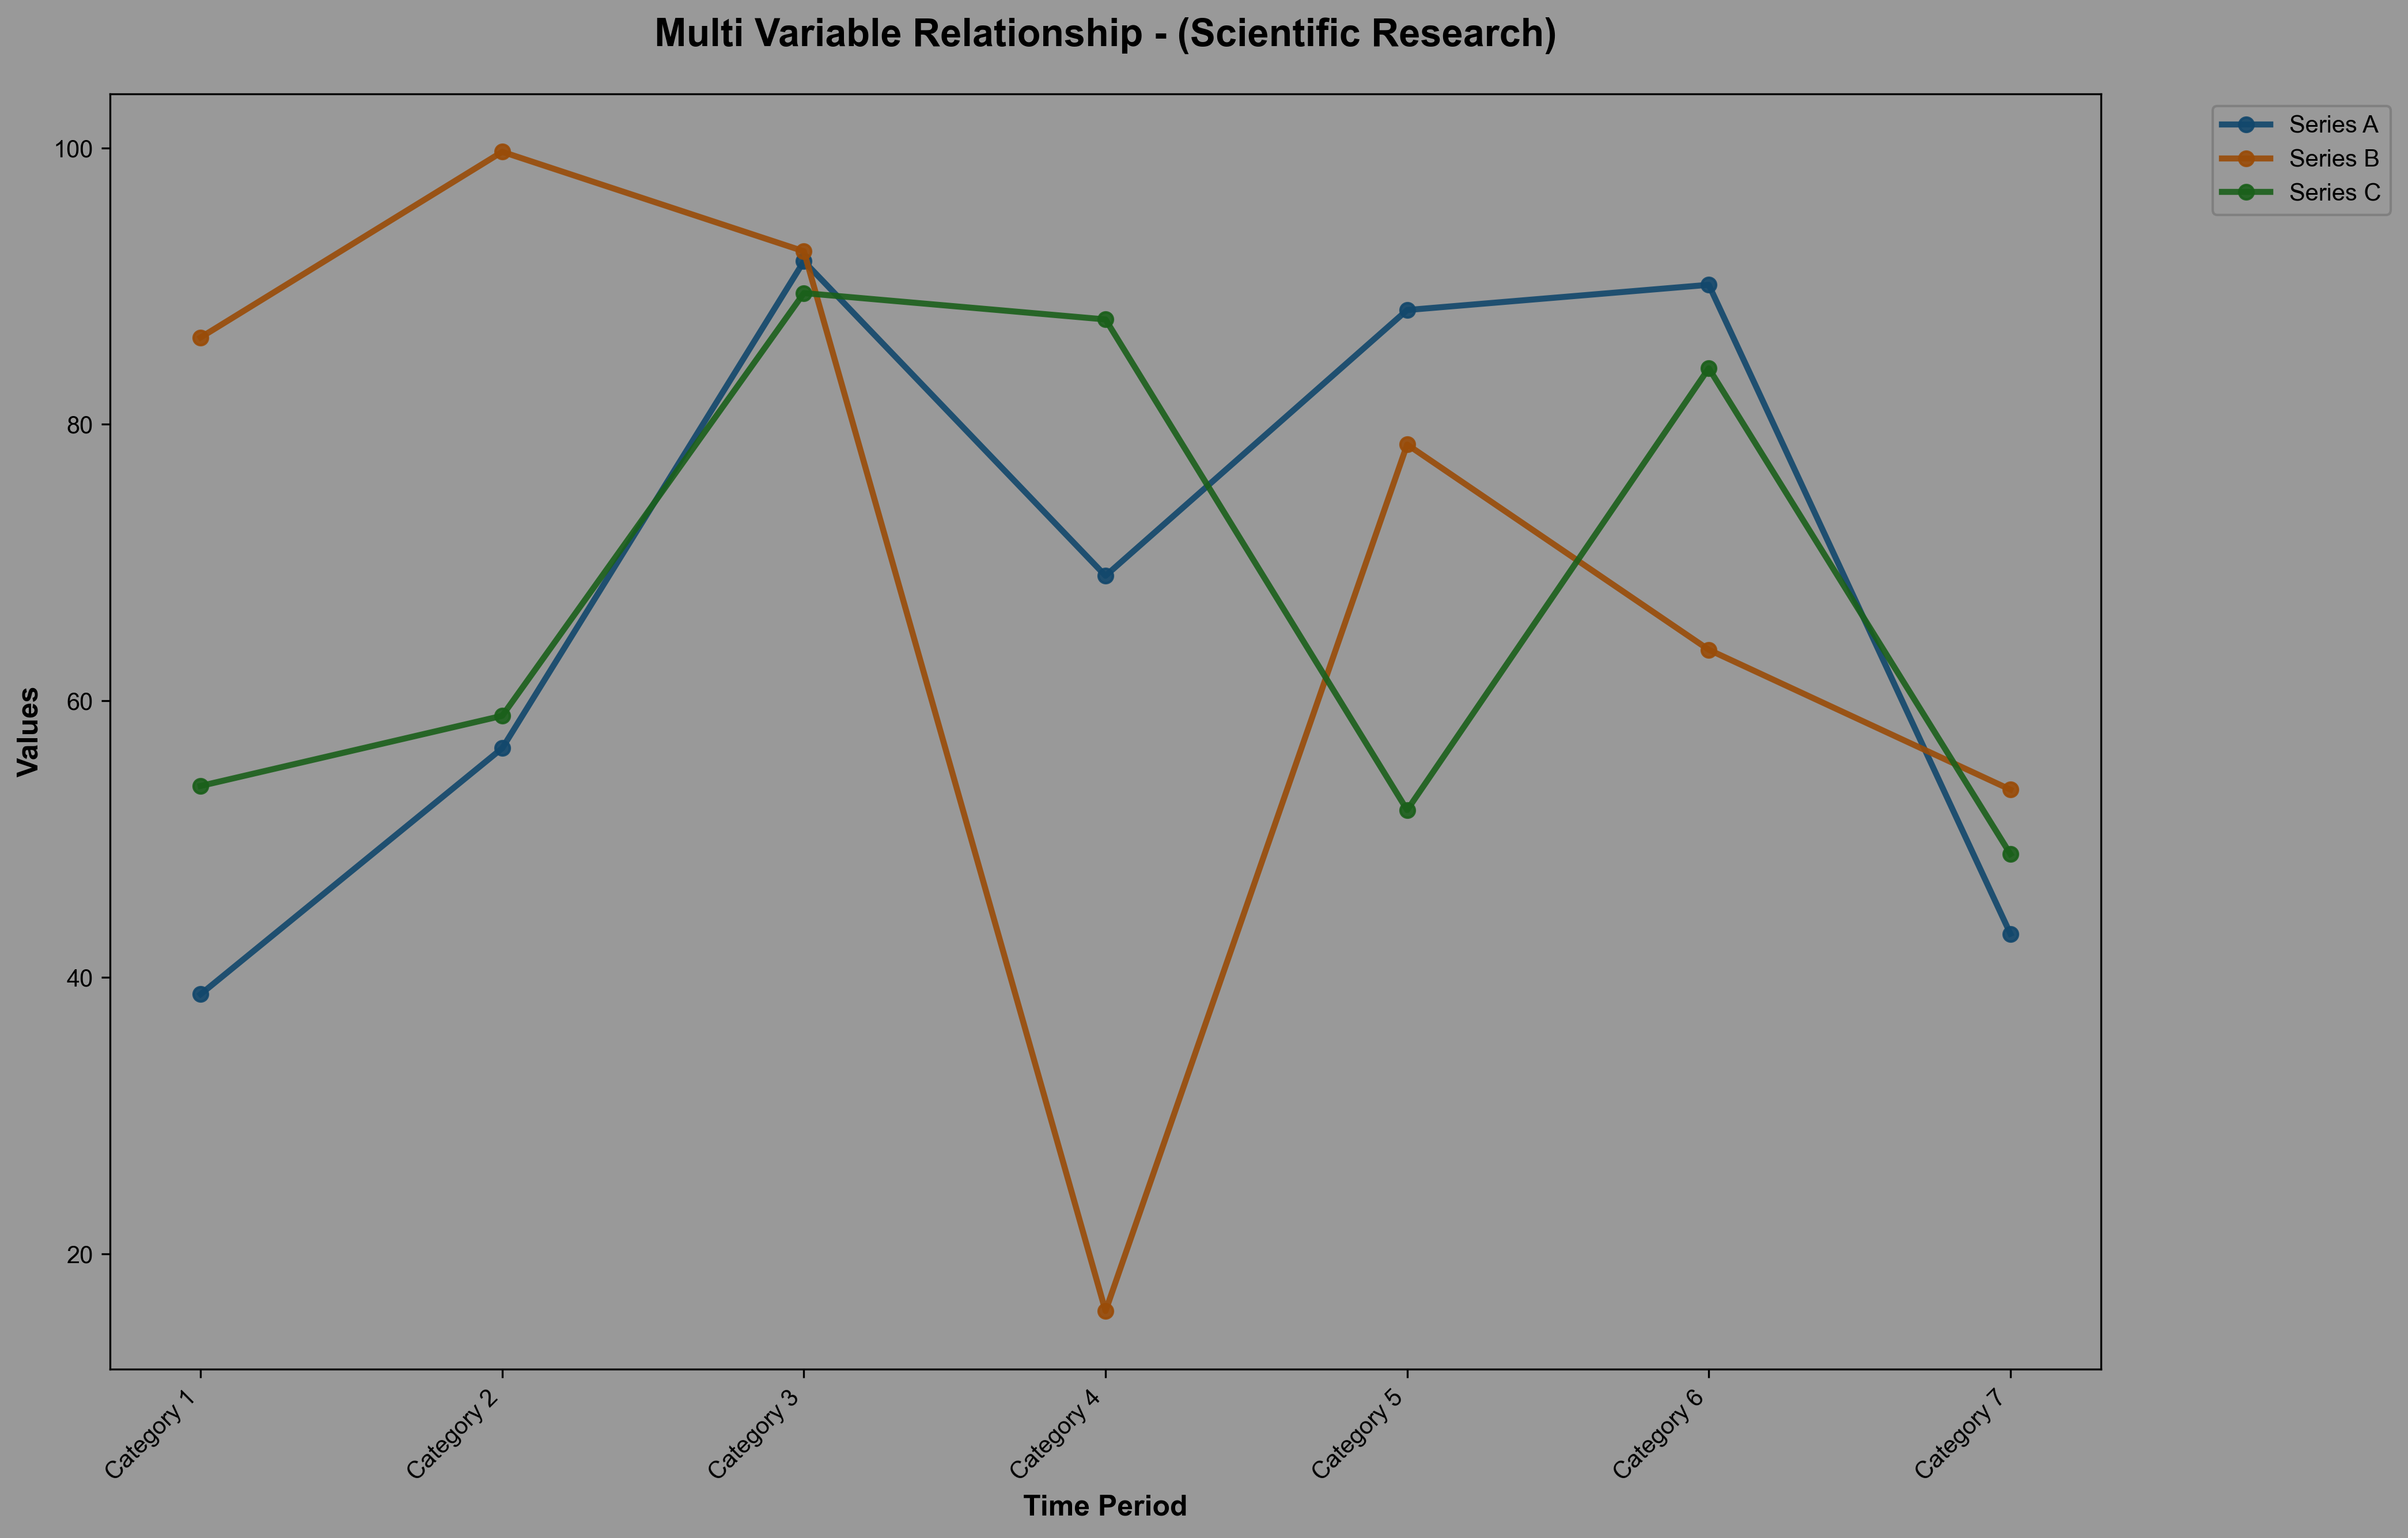 Multi Variable Relationship - (Scientific Research)
Series A
Series B
Series C
Values
100
80
60
40
20
Category 1
Category 2
Category 3
Category 4
Category 5
Category 6
Category 7
Time Period